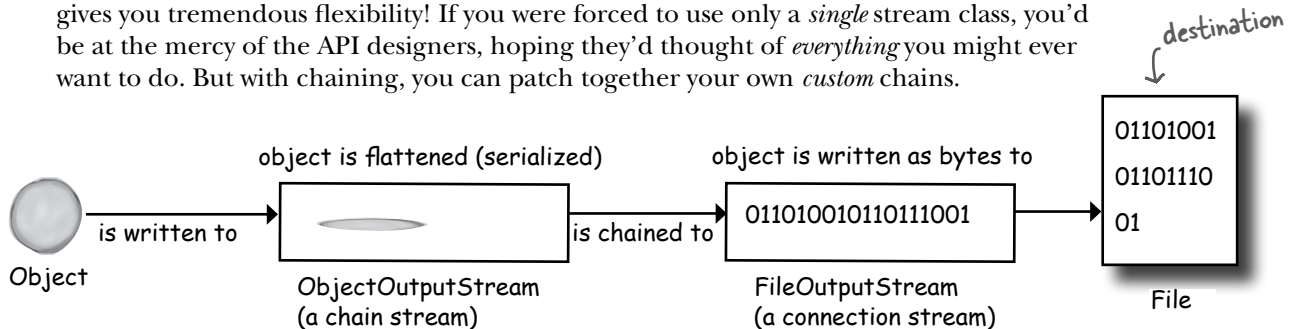 gives you tremendous flexibility! If you were forced to use only a single stream class, you’d
be at the mercy of the API designers, hoping they’d thought of everything you might ever
want to do. But with chaining, you can patch together your own custom chains.
destination
object is flattened (serialized)
object is written as bytes to
01101001
01101110
01
011010010110111001
is written to
is chained to
Object
ObjectOutputStream
(a chain stream)
FileOutputStream
(a connection stream)
File